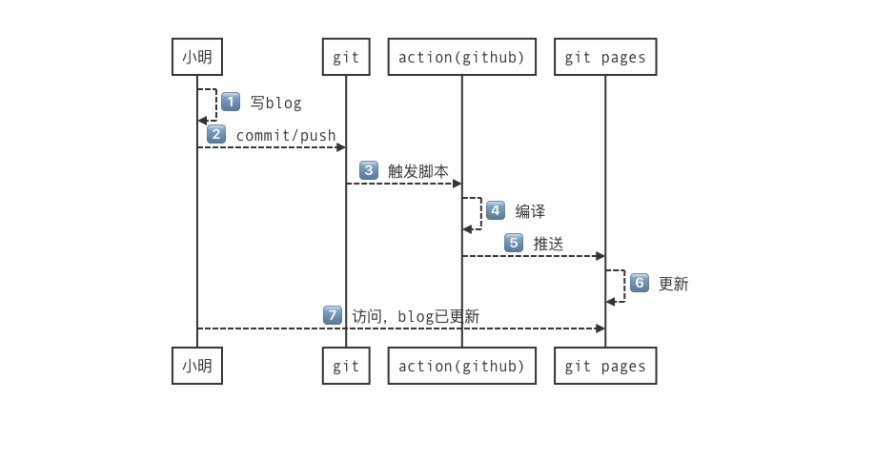 小明 git action(github) git pages
1 写blog
2 commit/push
3 触发脚本
4 编译
5 推送
6 更新
7 访问，blog已更新
小明 git action(github) git pages